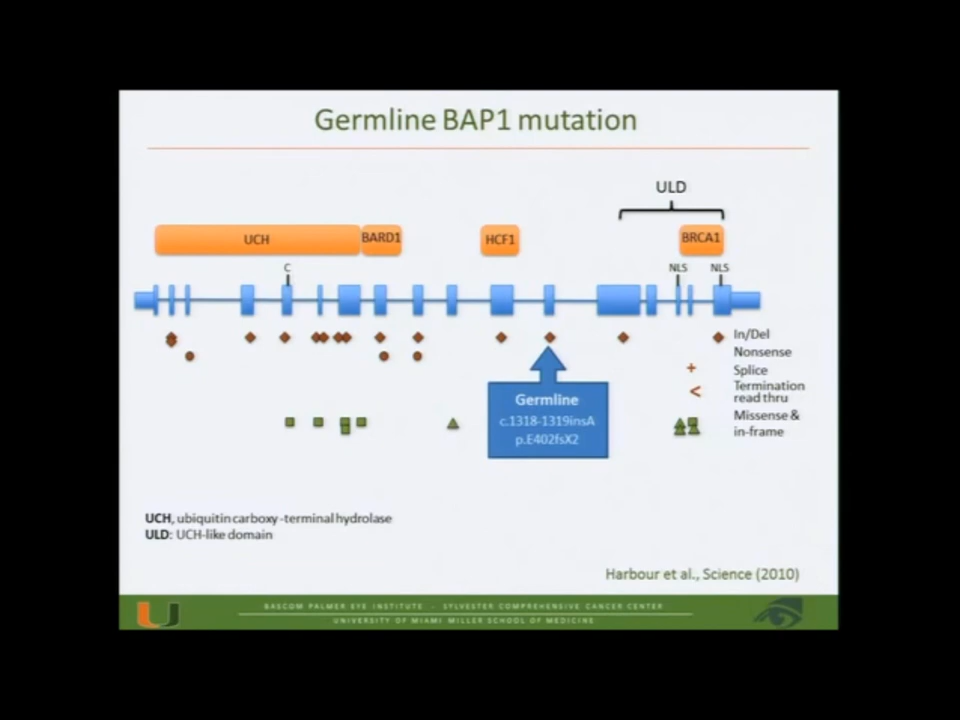 Germline BAP1 mutation
ULD
UCH
BARD1
HCF1
BRCA1
C
NLS
NLS
In/Del
Nonsense
+ Splice
< Termination
read thru
Missense &
in-frame
Germline
c.1318-1319insA
p.E402fsX2
UCH, ubiquitin carboxy-terminal hydrolase
ULD: UCH-like domain
Harbour et al., Science (2010)
U
BASCOM PALMER EYE INSTITUTE - SYLVESTER COMPREHENSIVE CANCER CENTER
UNIVERSITY OF MIAMI MILLER SCHOOL OF MEDICINE